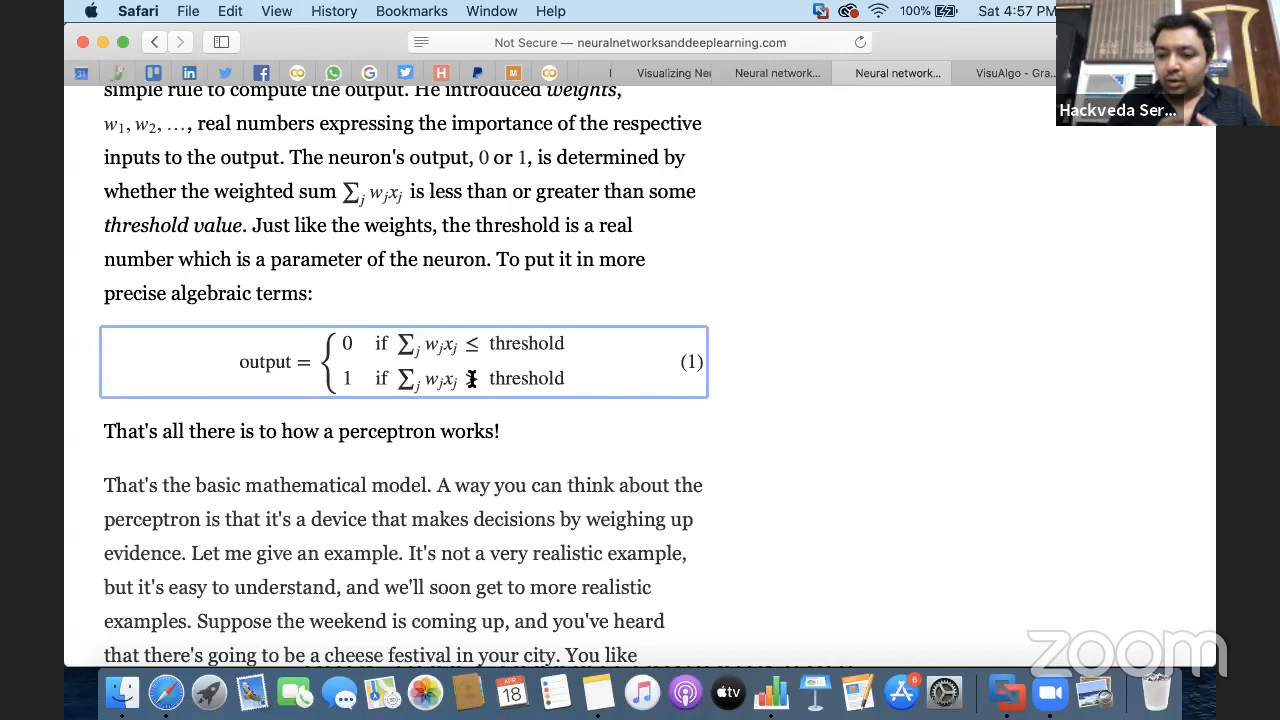 Safari File Edit View History Bookmarks Window Help 100% Sat 4:57 PM
Not Secure — neuralnetworksanddeeplearning.com
Visualizing Neu Neural network... Neural network... VisuAlgo - Gra...
Hackveda Ser...
simple rule to compute the output. He introduced weights,
w₁, w₂, …, real numbers expressing the importance of the respective
inputs to the output. The neuron's output, 0 or 1, is determined by
whether the weighted sum ∑ⱼ wⱼxⱼ is less than or greater than some
threshold value. Just like the weights, the threshold is a real
number which is a parameter of the neuron. To put it in more
precise algebraic terms:
0 if ∑ⱼ wⱼxⱼ ≤ threshold
output = { (1)
1 if ∑ⱼ wⱼxⱼ > threshold
That's all there is to how a perceptron works!
That's the basic mathematical model. A way you can think about the
perceptron is that it's a device that makes decisions by weighing up
evidence. Let me give an example. It's not a very realistic example,
but it's easy to understand, and we'll soon get to more realistic
examples. Suppose the weekend is coming up, and you've heard
that there's going to be a cheese festival in your city. You like
zoom
APR 18 tv 6